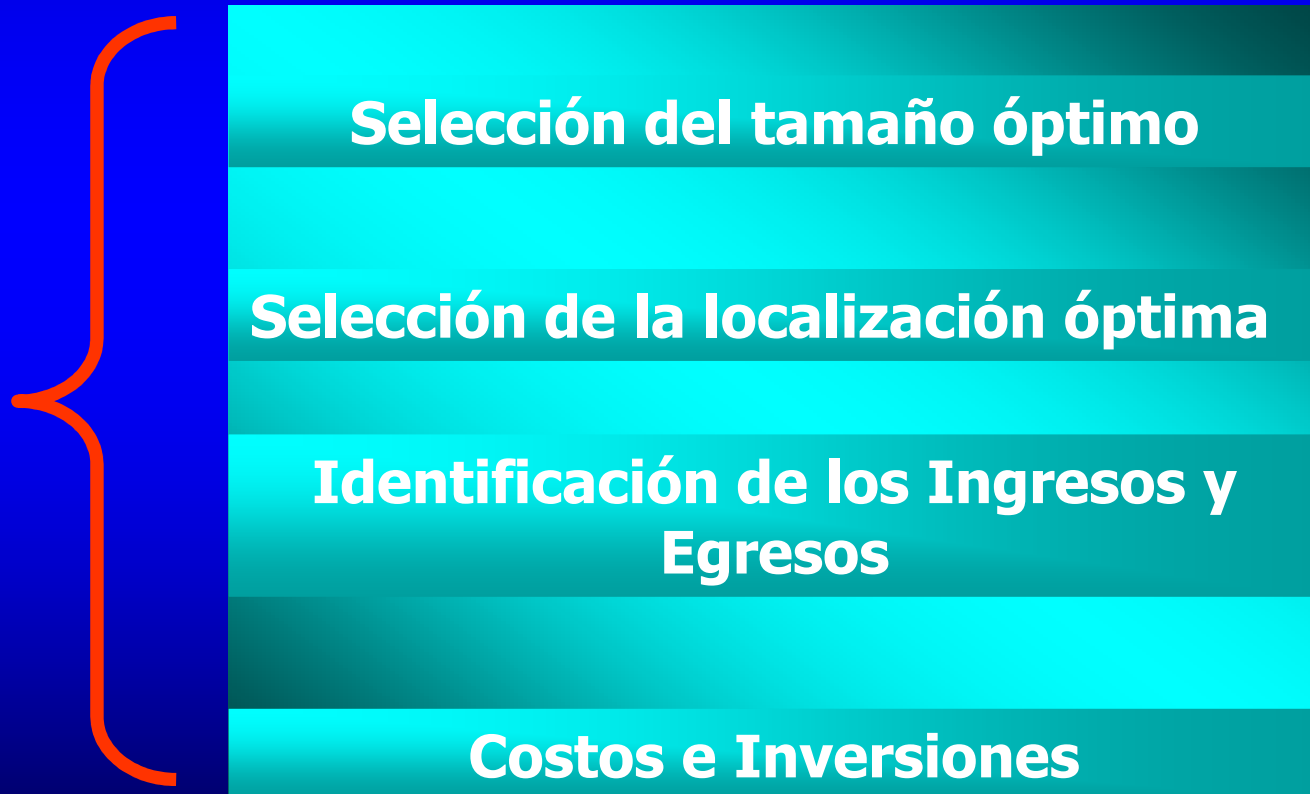 Selección del tamaño óptimo
Selección de la localización óptima
Identificación de los Ingresos y
Egresos
Costos e Inversiones